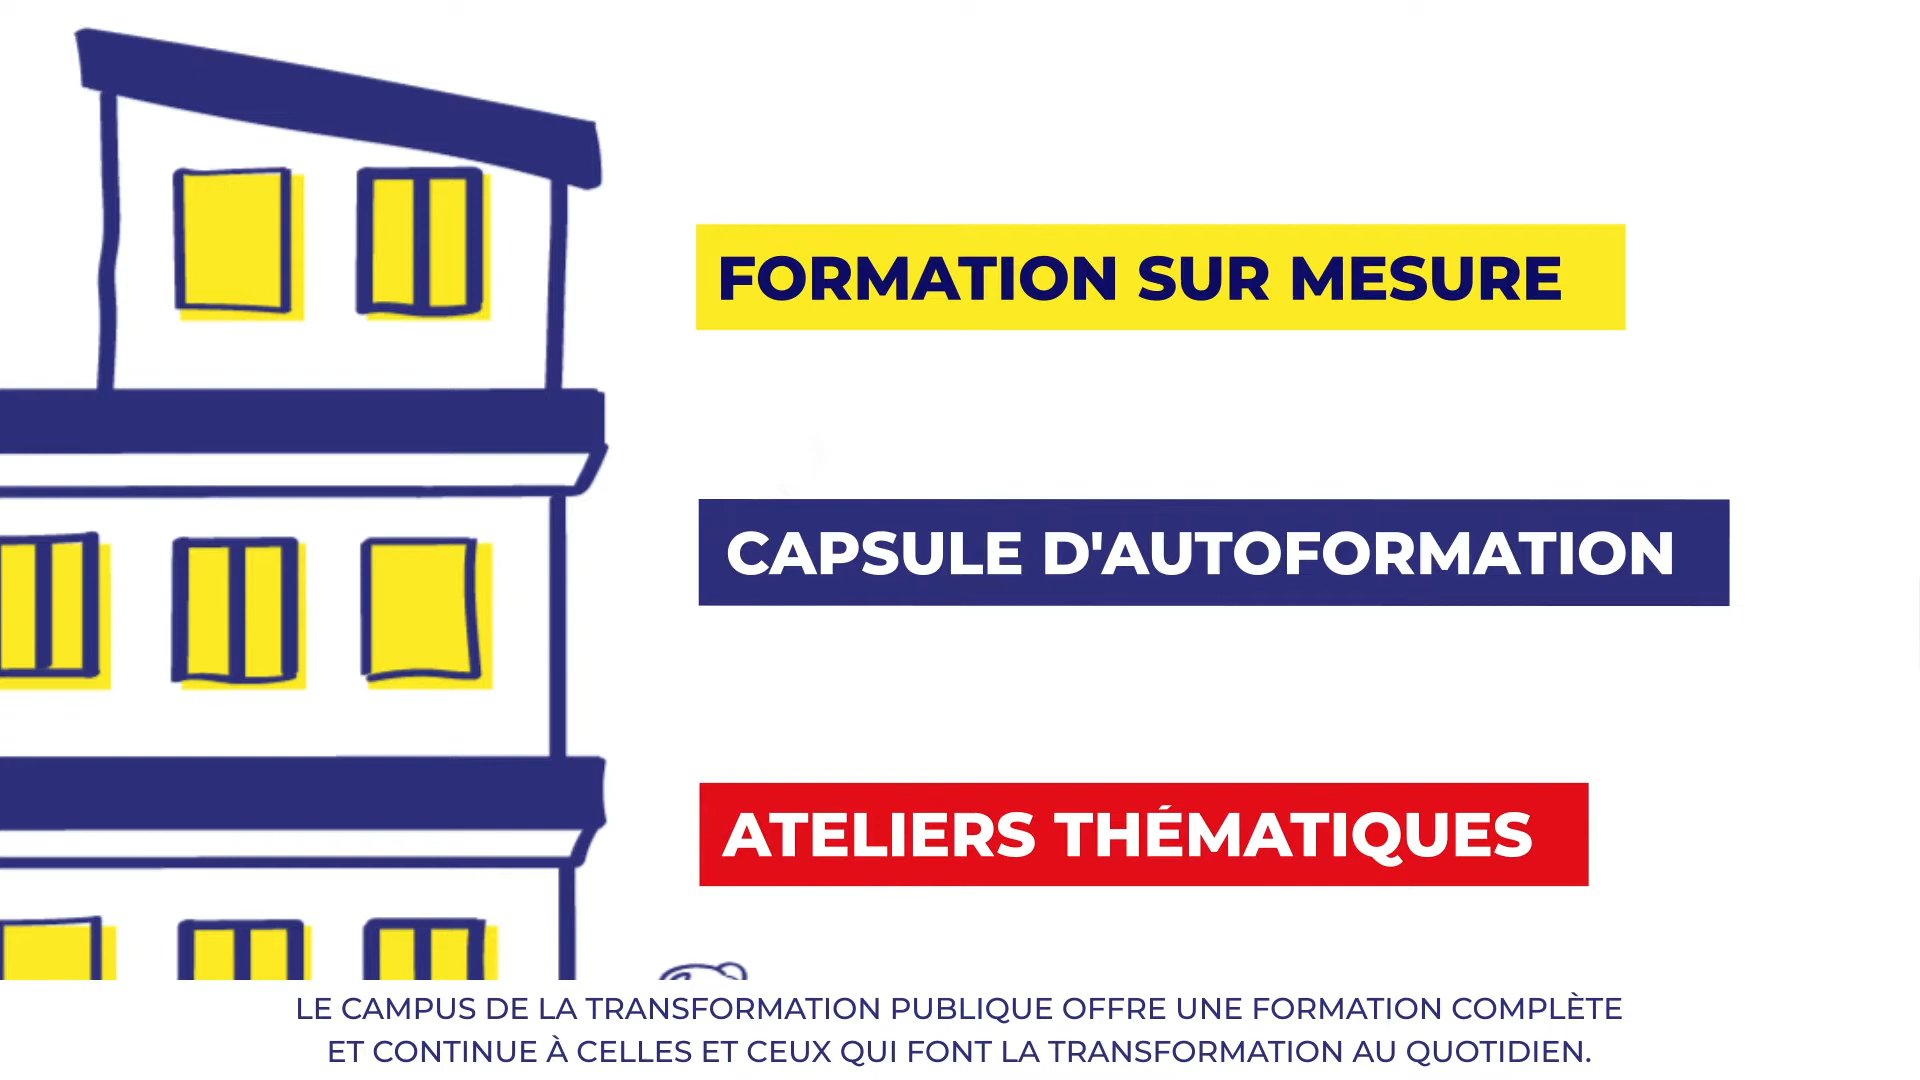 FORMATION SUR MESURE
CAPSULE D'AUTOFORMATION
ATELIERS THÉMATIQUES
LE CAMPUS DE LA TRANSFORMATION PUBLIQUE OFFRE UNE FORMATION COMPLÈTE
ET CONTINUE À CELLES ET CEUX QUI FONT LA TRANSFORMATION AU QUOTIDIEN.